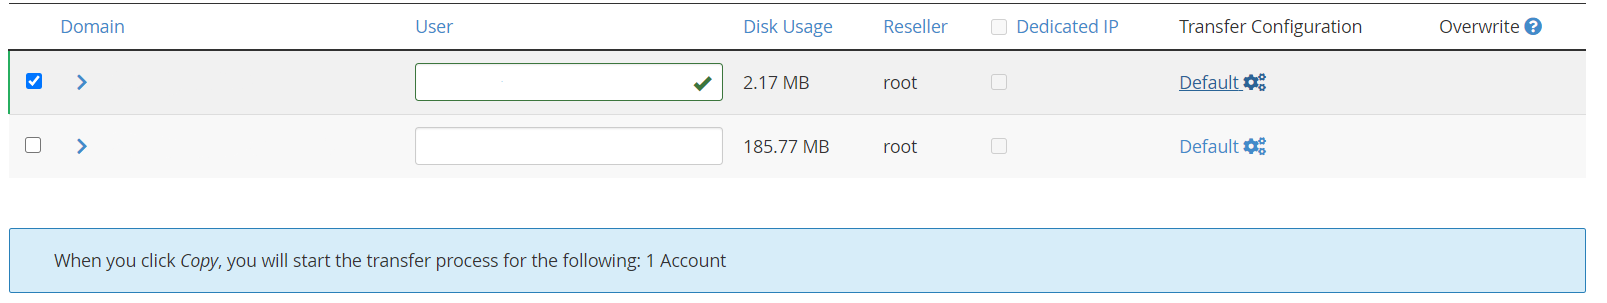 Domain User Disk Usage Reseller Dedicated IP Transfer Configuration Overwrite ?
2.17 MB root Default
185.77 MB root Default
When you click Copy, you will start the transfer process for the following: 1 Account